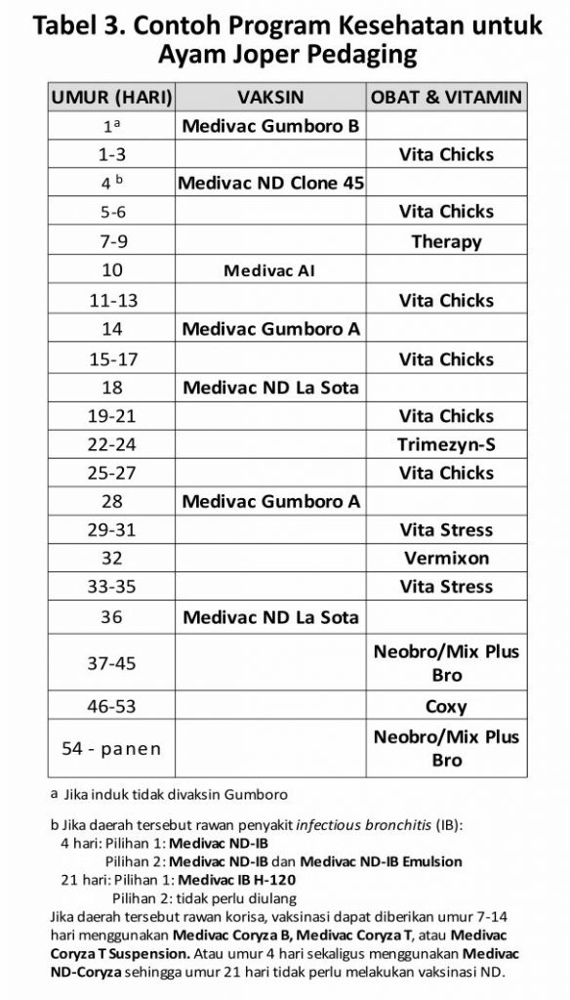 Tabel 3. Contoh Program Kesehatan untuk
Ayam Joper Pedaging
UMUR (HARI) VAKSIN OBAT & VITAMIN
1a Medivac Gumboro B
1-3 Vita Chicks
4 b Medivac ND Clone 45
5-6 Vita Chicks
7-9 Therapy
10 Medivac AI
11-13 Vita Chicks
14 Medivac Gumboro A
15-17 Vita Chicks
18 Medivac ND La Sota
19-21 Vita Chicks
22-24 Trimezyn-S
25-27 Vita Chicks
28 Medivac Gumboro A
29-31 Vita Stress
32 Vermixon
33-35 Vita Stress
36 Medivac ND La Sota
37-45 Neobro/Mix Plus
Bro
46-53 Coxy
54 - panen Neobro/Mix Plus
Bro
a Jika induk tidak divaksin Gumboro
b Jika daerah tersebut rawan penyakit infectious bronchitis (IB):
4 hari: Pilihan 1: Medivac ND-IB
Pilihan 2: Medivac ND-IB dan Medivac ND-IB Emulsion
21 hari: Pilihan 1: Medivac IB H-120
Pilihan 2: tidak perlu diulang
Jika daerah tersebut rawan korisa, vaksinasi dapat diberikan umur 7-14
hari menggunakan Medivac Coryza B, Medivac Coryza T, atau Medivac
Coryza T Suspension. Atau umur 4 hari sekaligus menggunakan Medivac
ND-Coryza sehingga umur 21 hari tidak perlu melakukan vaksinasi ND.